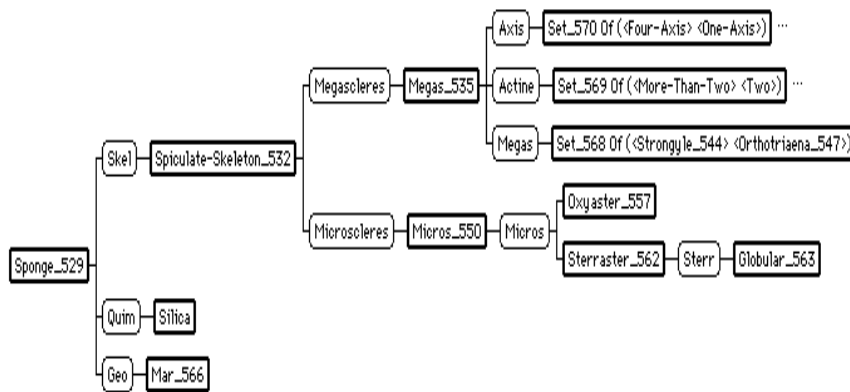 Axis
Set_570 Of (<Four-Axis> <One-Axis>) ...
Megascleres
Megas_535
Actine
Set_569 Of (<More-Than-Two> <Two>) ...
Skel
Spiculate-Skeleton_532
Megas
Set_568 Of (<Strongyle_544> <Orthotriaena_547>)
Oxyaster_557
Microscleres
Micros_550
Micros
Sponge_529
Sterraster_562
Sterr
Globular_563
Quim
Silica
Geo
Mar_566